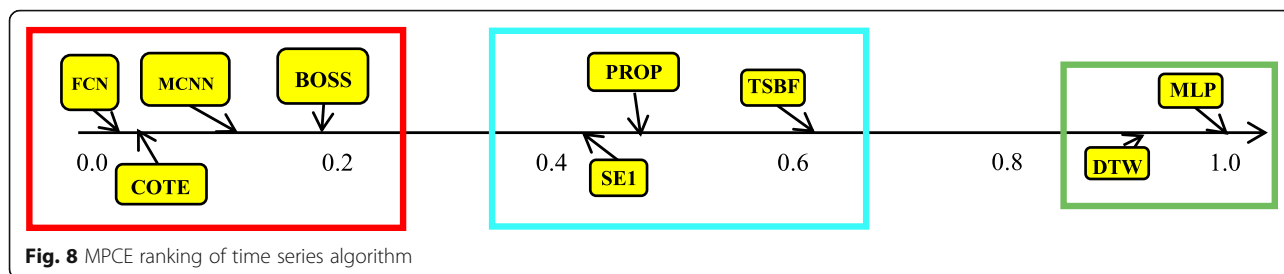 FCN
MCNN
BOSS
PROP
TSBF
MLP
0.0
0.2
0.4
0.6
0.8
1.0
COTE
SE1
DTW
Fig. 8 MPCE ranking of time series algorithm